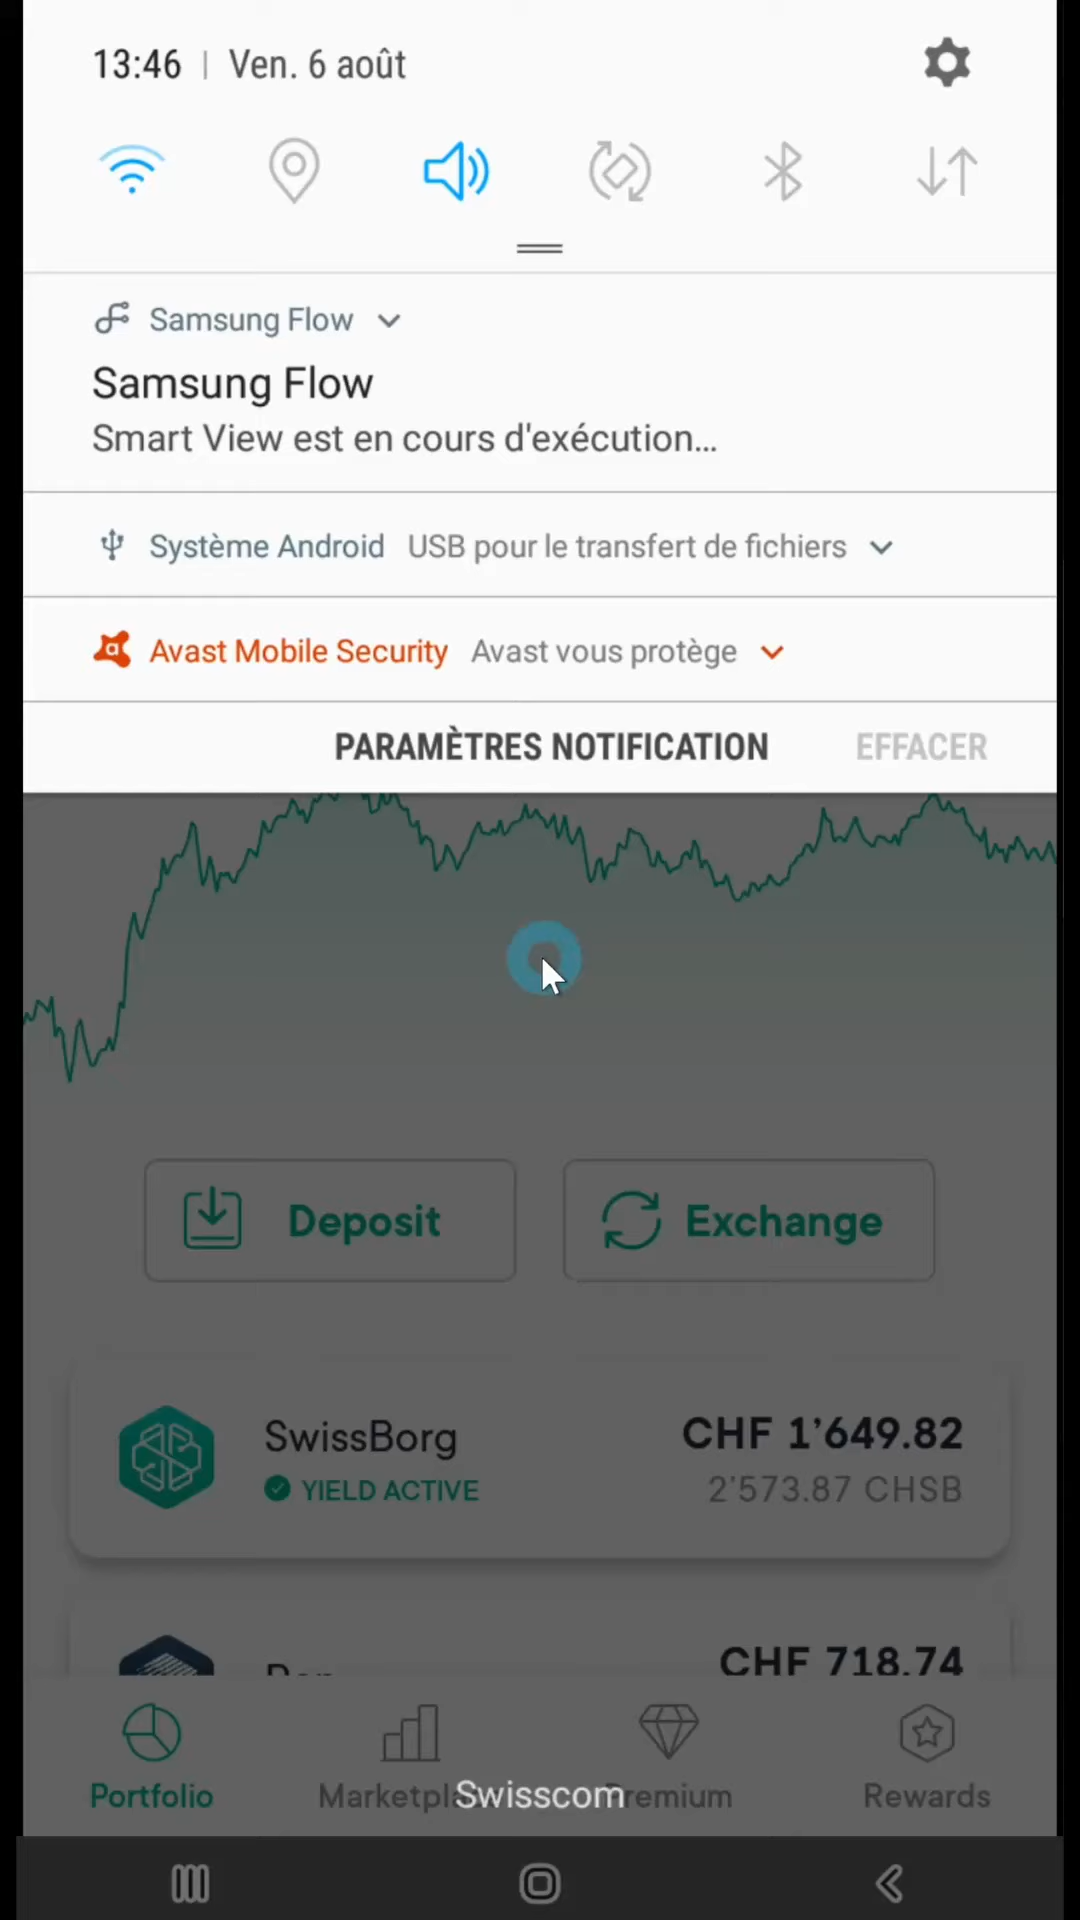 13:46 | Ven. 6 août
Samsung Flow
Samsung Flow
Smart View est en cours d'exécution...
Système Android USB pour le transfert de fichiers
Avast Mobile Security Avast vous protège
PARAMÈTRES NOTIFICATION EFFACER
Deposit Exchange
SwissBorg CHF 1'649.82
YIELD ACTIVE 2'573.87 CHSB
CHF 718.74
Portfolio Swisscom Rewards